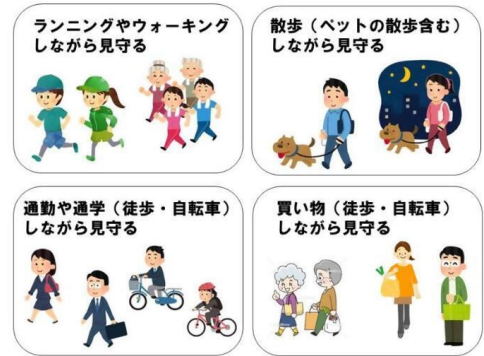 ランニングやウォーキング
しながら見守る
散歩（ペットの散歩含む）
しながら見守る
通勤や通学（徒歩・自転車）
しながら見守る
買い物（徒歩・自転車）
しながら見守る